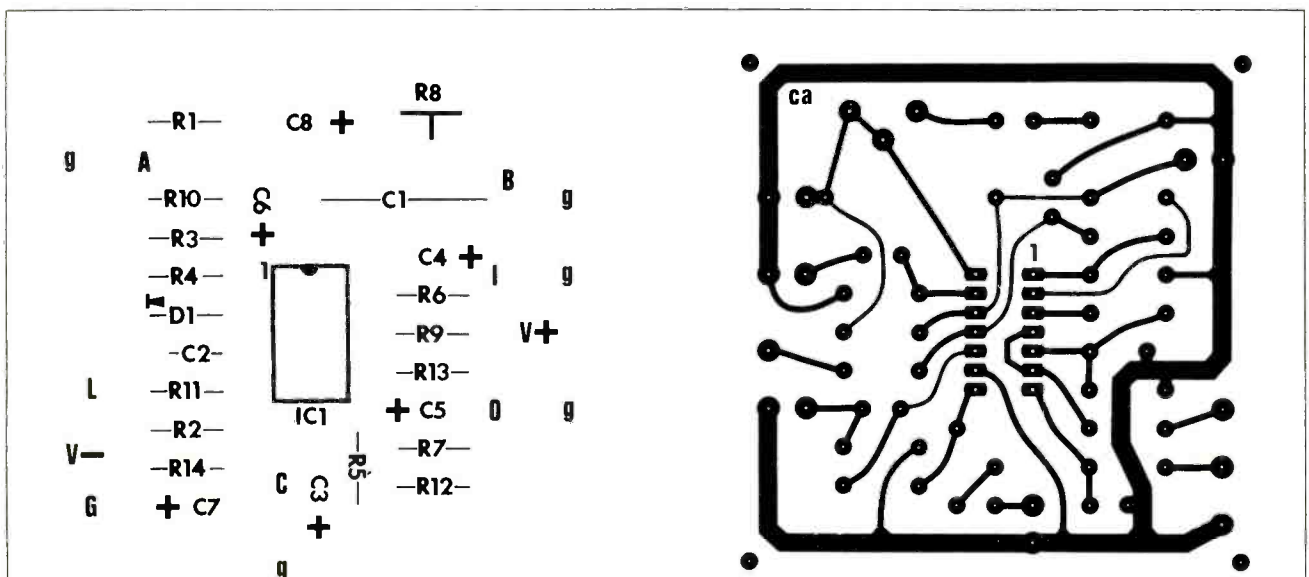 R8
R1
C8 +
ca
g
A
B
R10
C6
C1
g
R3
+
C4 +
1
1
R4
I
g
R6
D1
R9
V+
C2
R13
L
R11
IC1
+ C5
O
g
R2
V—
R7
R5
R14
C
C3
R12
G
+ C7
+
g